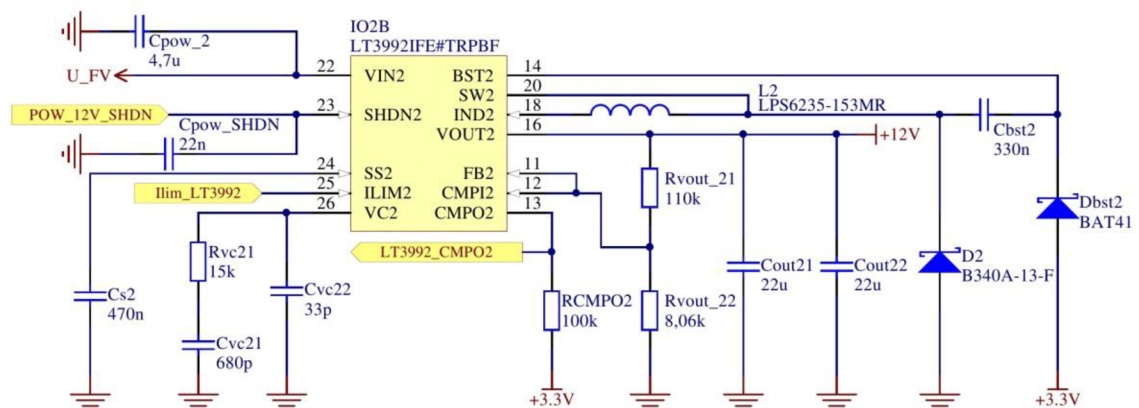 IO2B
LT3992IFE#TRPBF
Cpow_2
4,7u
U_FV
22
VIN2
BST2
14
SW2
20
L2
LPS6235-153MR
POW_12V_SHDN
23
SHDN2
IND2
18
Cpow_SHDN
22n
VOUT2
16
+12V
Cbst2
330n
24
SS2
FB2
11
Ilim_LT3992
25
ILIM2
CMPI2
12
26
VC2
CMPO2
13
Rvout_21
110k
Dbst2
BAT41
LT3992_CMPO2
Rvc21
15k
Cs2
470n
Cvc22
33p
Cvc21
680p
RCMPO2
100k
Rvout_22
8,06k
Cout21
22u
Cout22
22u
D2
B340A-13-F
+3.3V
+3.3V